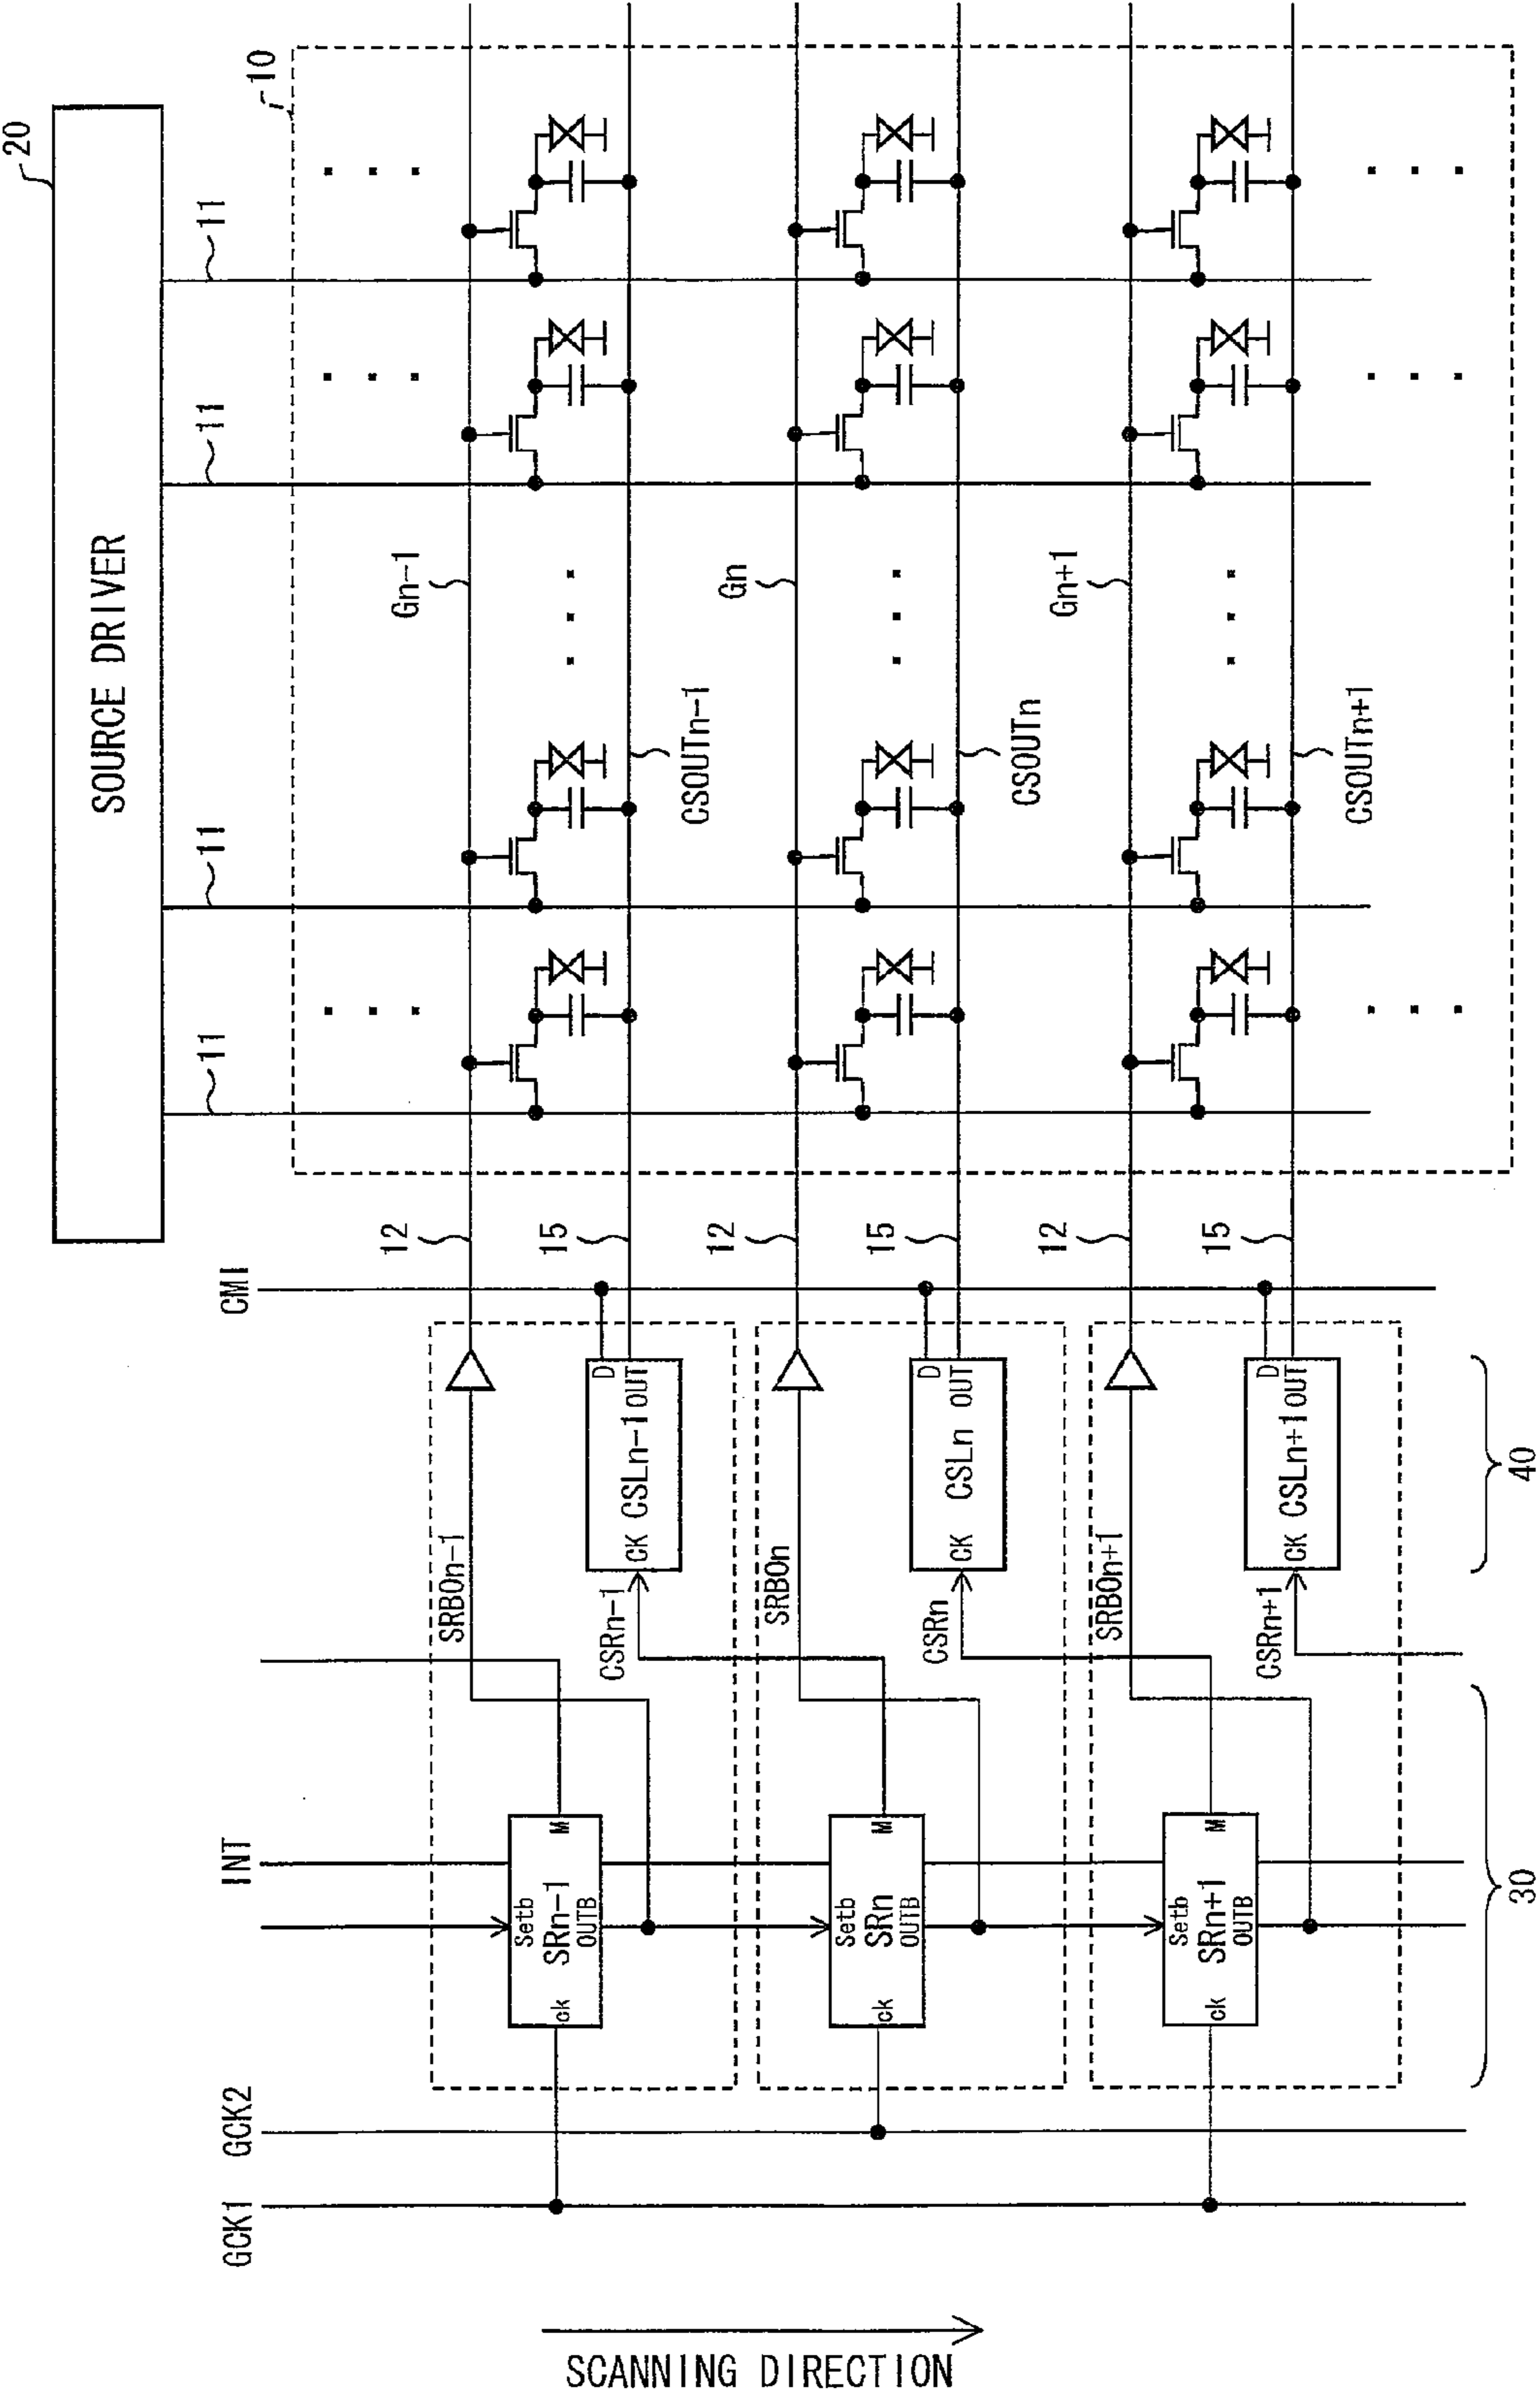 20
SOURCE DRIVER
10
11
11
11
11
Gn-1
Gn
Gn+1
CSOUTn-1
CSOUTn
CSOUTn+1
12
15
12
15
12
15
CMI
D
CK CSLn-1 OUT
D
CK CSLn OUT
D
CK CSLn+1 OUT
40
SRBOn-1
CSRn-1
SRBOn
CSRn
SRBOn+1
CSRn+1
INT
M
Setb
SRn-1
OUTB
ck
M
Setb
SRn
OUTB
ck
M
Setb
SRn+1
OUTB
ck
30
GCK2
GCK1
SCANNING DIRECTION